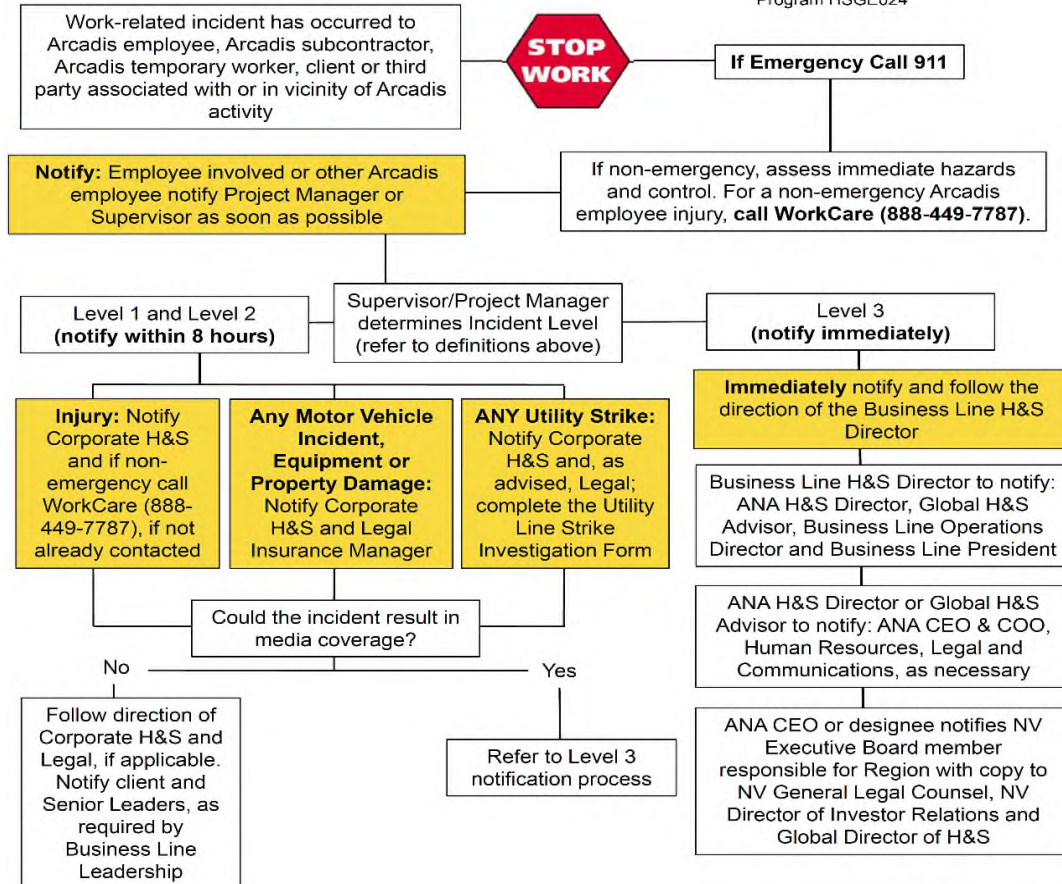 Program HSGE024
Work-related incident has occurred to
Arcadis employee, Arcadis subcontractor,
Arcadis temporary worker, client or third
party associated with or in vicinity of Arcadis
activity
STOP
WORK
If Emergency Call 911
Notify: Employee involved or other Arcadis
employee notify Project Manager or
Supervisor as soon as possible
If non-emergency, assess immediate hazards
and control. For a non-emergency Arcadis
employee injury, call WorkCare (888-449-7787).
Level 1 and Level 2
(notify within 8 hours)
Supervisor/Project Manager
determines Incident Level
(refer to definitions above)
Level 3
(notify immediately)
Injury: Notify
Corporate H&S
and if non-
emergency call
WorkCare (888-
449-7787), if not
already contacted
Any Motor Vehicle
Incident,
Equipment or
Property Damage:
Notify Corporate
H&S and Legal
Insurance Manager
ANY Utility Strike:
Notify Corporate
H&S and, as
advised, Legal;
complete the Utility
Line Strike
Investigation Form
Immediately notify and follow the
direction of the Business Line H&S
Director
Business Line H&S Director to notify:
ANA H&S Director, Global H&S
Advisor, Business Line Operations
Director and Business Line President
Could the incident result in
media coverage?
ANA H&S Director or Global H&S
Advisor to notify: ANA CEO & COO,
Human Resources, Legal and
Communications, as necessary
No
Yes
Follow direction of
Corporate H&S and
Legal, if applicable.
Notify client and
Senior Leaders, as
required by
Business Line
Leadership
Refer to Level 3
notification process
ANA CEO or designee notifies NV
Executive Board member
responsible for Region with copy to
NV General Legal Counsel, NV
Director of Investor Relations and
Global Director of H&S